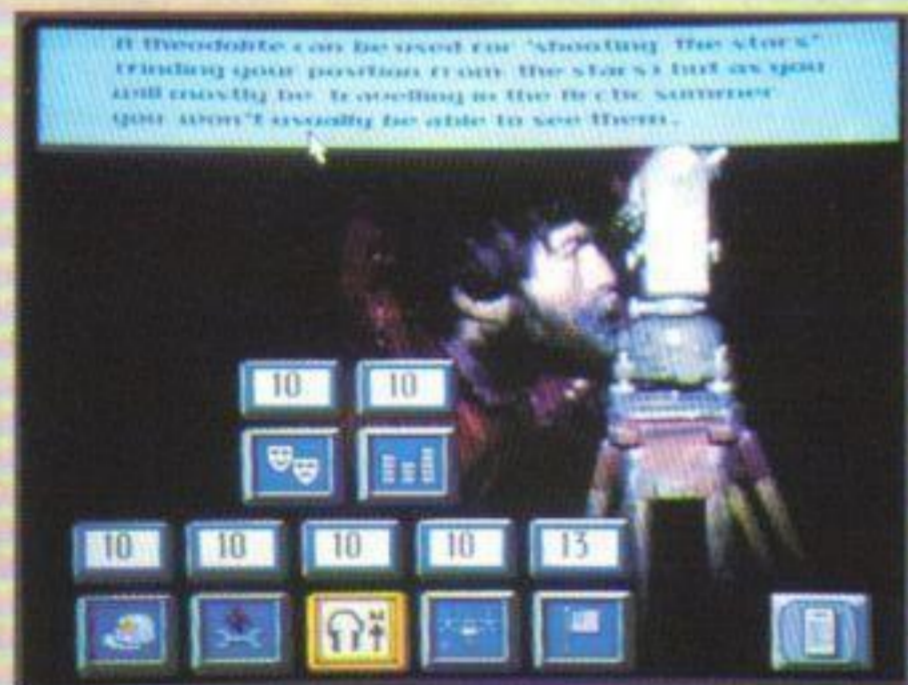 A theodolite can be used for "shooting the stars"
(finding your position from the stars) but as you
will mostly be travelling in the Arctic summer
you won't usually be able to see them.
10 10
10 10 10 10 13